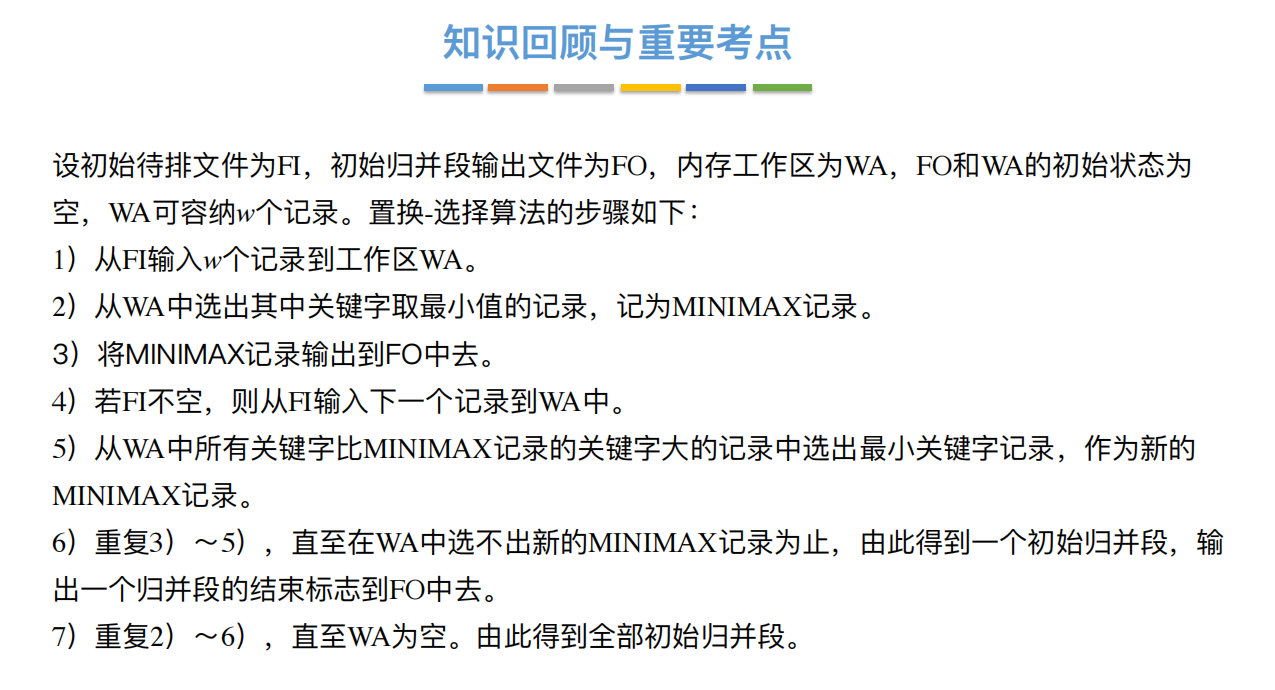 知识回顾与重要考点
设初始待排文件为FI，初始归并段输出文件为FO，内存工作区为WA，FO和WA的初始状态为
空，WA可容纳w个记录。置换-选择算法的步骤如下：
1）从FI输入w个记录到工作区WA。
2）从WA中选出其中关键字取最小值的记录，记为MINIMAX记录。
3）将MINIMAX记录输出到FO中去。
4）若FI不空，则从FI输入下一个记录到WA中。
5）从WA中所有关键字比MINIMAX记录的关键字大的记录中选出最小关键字记录，作为新的
MINIMAX记录。
6）重复3）～5），直至在WA中选不出新的MINIMAX记录为止，由此得到一个初始归并段，输
出一个归并段的结束标志到FO中去。
7）重复2）～6），直至WA为空。由此得到全部初始归并段。